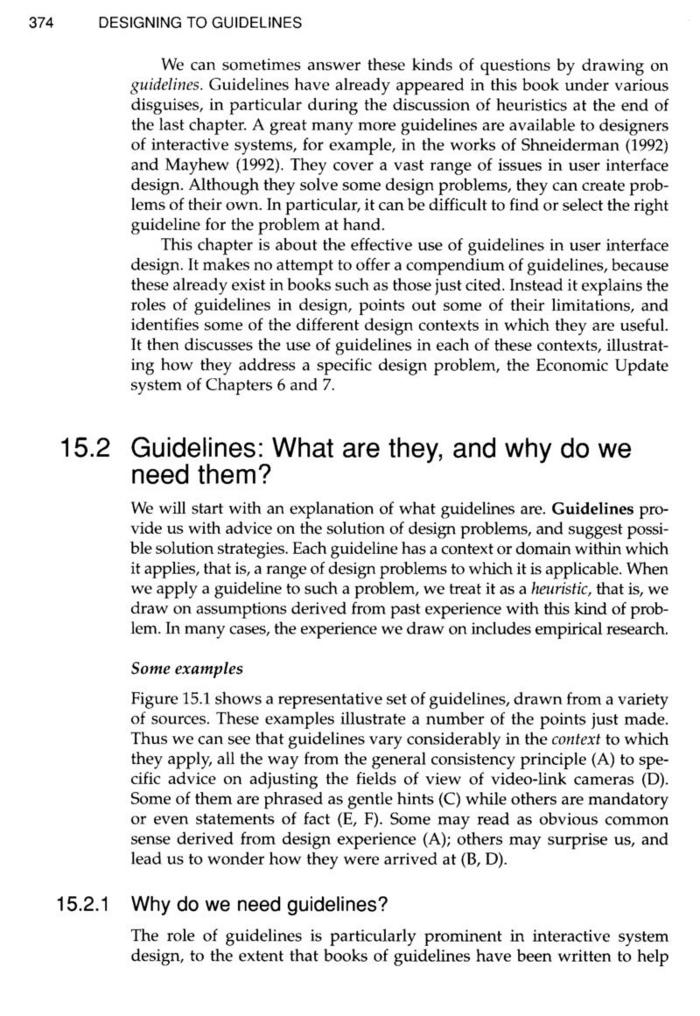 374 DESIGNING TO GUIDELINES
We can sometimes answer these kinds of questions by drawing on
guidelines. Guidelines have already appeared in this book under various
disguises, in particular during the discussion of heuristics at the end of
the last chapter. A great many more guidelines are available to designers
of interactive systems, for example, in the works of Shneiderman (1992)
and Mayhew (1992). They cover a vast range of issues in user interface
design. Although they solve some design problems, they can create prob-
lems of their own. In particular, it can be difficult to find or select the right
guideline for the problem at hand.
This chapter is about the effective use of guidelines in user interface
design. It makes no attempt to offer a compendium of guidelines, because
these already exist in books such as those just cited. Instead it explains the
roles of guidelines in design, points out some of their limitations, and
identifies some of the different design contexts in which they are useful.
It then discusses the use of guidelines in each of these contexts, illustrat-
ing how they address a specific design problem, the Economic Update
system of Chapters 6 and 7.
15.2 Guidelines: What are they, and why do we
need them?
We will start with an explanation of what guidelines are. Guidelines pro-
vide us with advice on the solution of design problems, and suggest possi-
ble solution strategies. Each guideline has a context or domain within which
it applies, that is, a range of design problems to which it is applicable. When
we apply a guideline to such a problem, we treat it as a heuristic, that is, we
draw on assumptions derived from past experience with this kind of prob-
lem. In many cases, the experience we draw on includes empirical research.
Some examples
Figure 15.1 shows a representative set of guidelines, drawn from a variety
of sources. These examples illustrate a number of the points just made.
Thus we can see that guidelines vary considerably in the context to which
they apply, all the way from the general consistency principle (A) to spe-
cific advice on adjusting the fields of view of video-link cameras (D).
Some of them are phrased as gentle hints (C) while others are mandatory
or even statements of fact (E, F). Some may read as obvious common
sense derived from design experience (A); others may surprise us, and
lead us to wonder how they were arrived at (B, D).
15.2.1 Why do we need guidelines?
The role of guidelines is particularly prominent in interactive system
design, to the extent that books of guidelines have been written to help